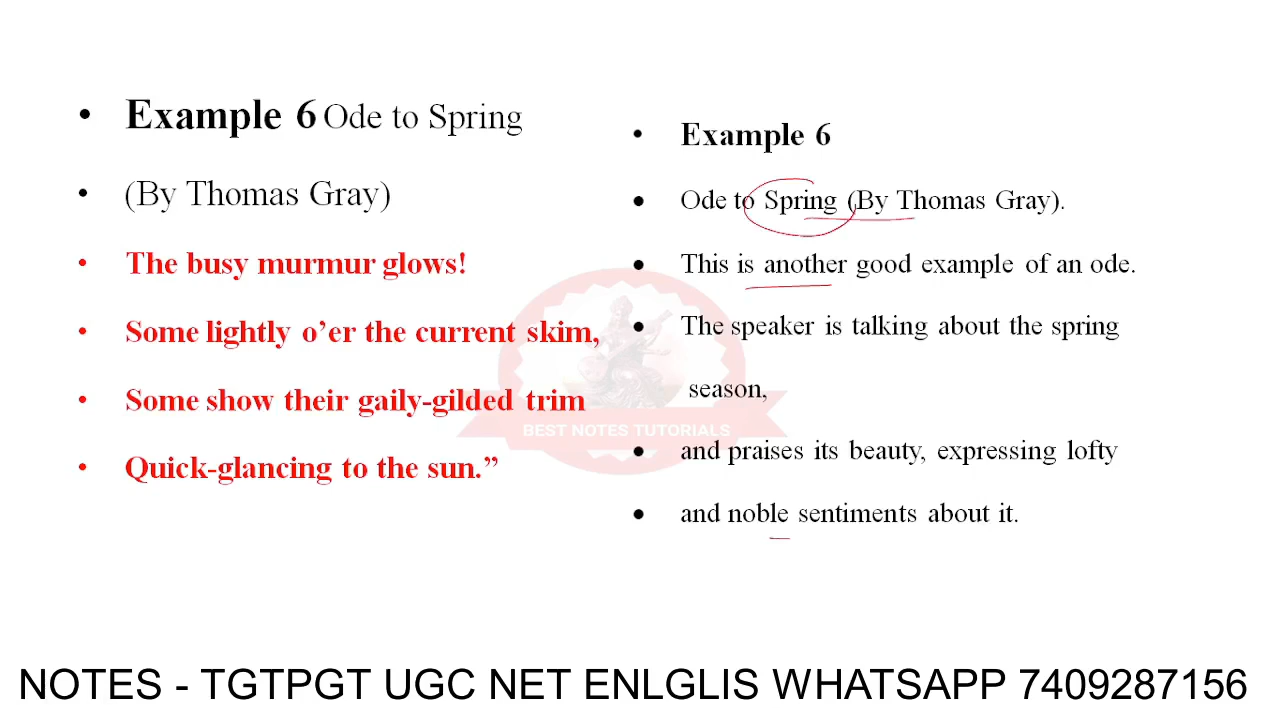 • Example 6 Ode to Spring
• (By Thomas Gray)
• The busy murmur glows!
• Some lightly o’er the current skim,
• Some show their gaily-gilded trim
• Quick-glancing to the sun.”
• Example 6
• Ode to Spring (By Thomas Gray).
• This is another good example of an ode.
• The speaker is talking about the spring
season,
• and praises its beauty, expressing lofty
• and noble sentiments about it.
BEST NOTES TUTORIALS
NOTES - TGTPGT UGC NET ENLGLIS WHATSAPP 7409287156